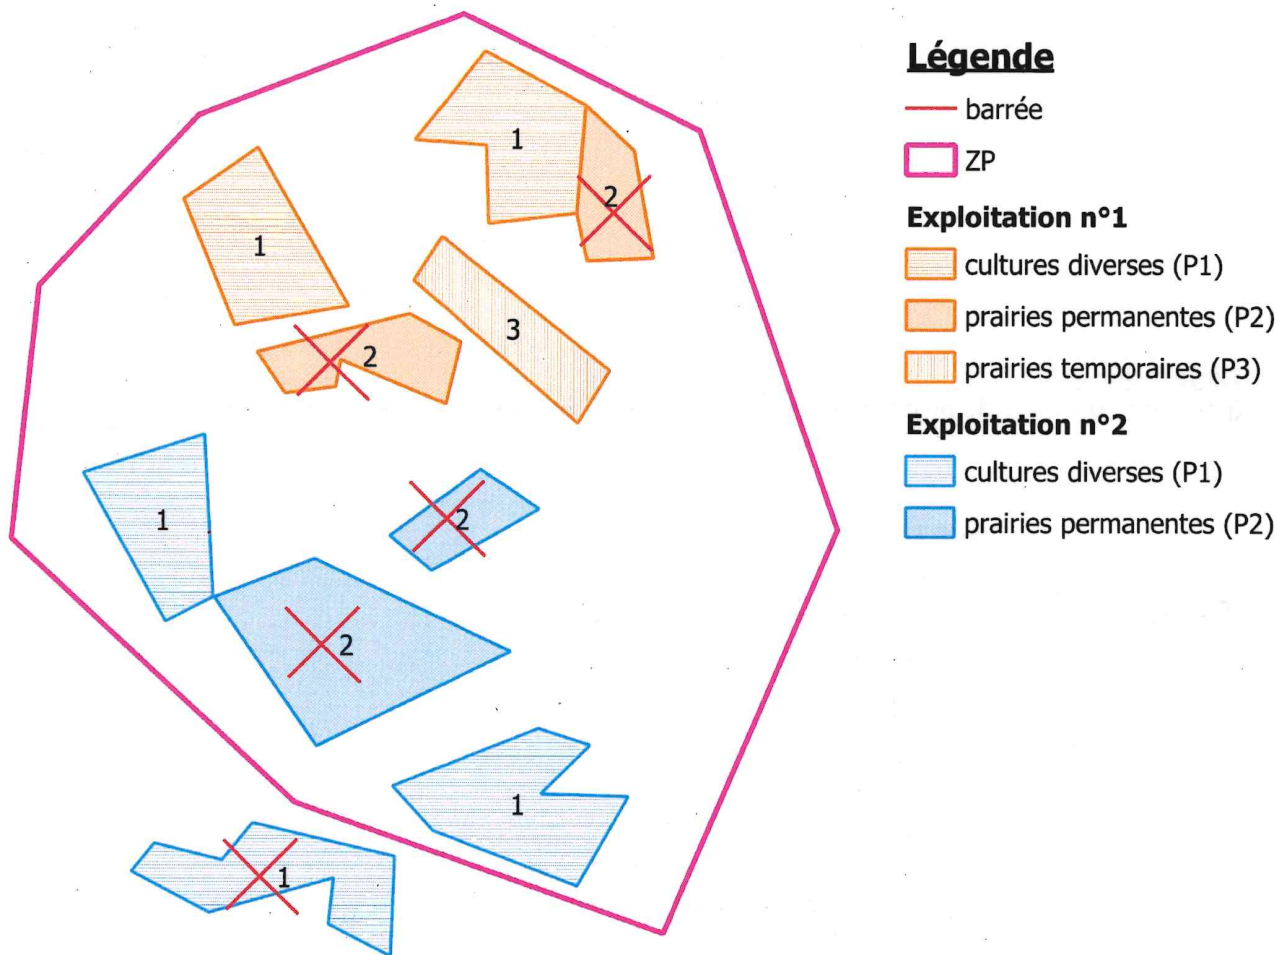 1
2
1
3
2
1
2
2
1
1
Légende
barrée
ZP
Exploitation n°1
cultures diverses (P1)
prairies permanentes (P2)
prairies temporaires (P3)
Exploitation n°2
cultures diverses (P1)
prairies permanentes (P2)